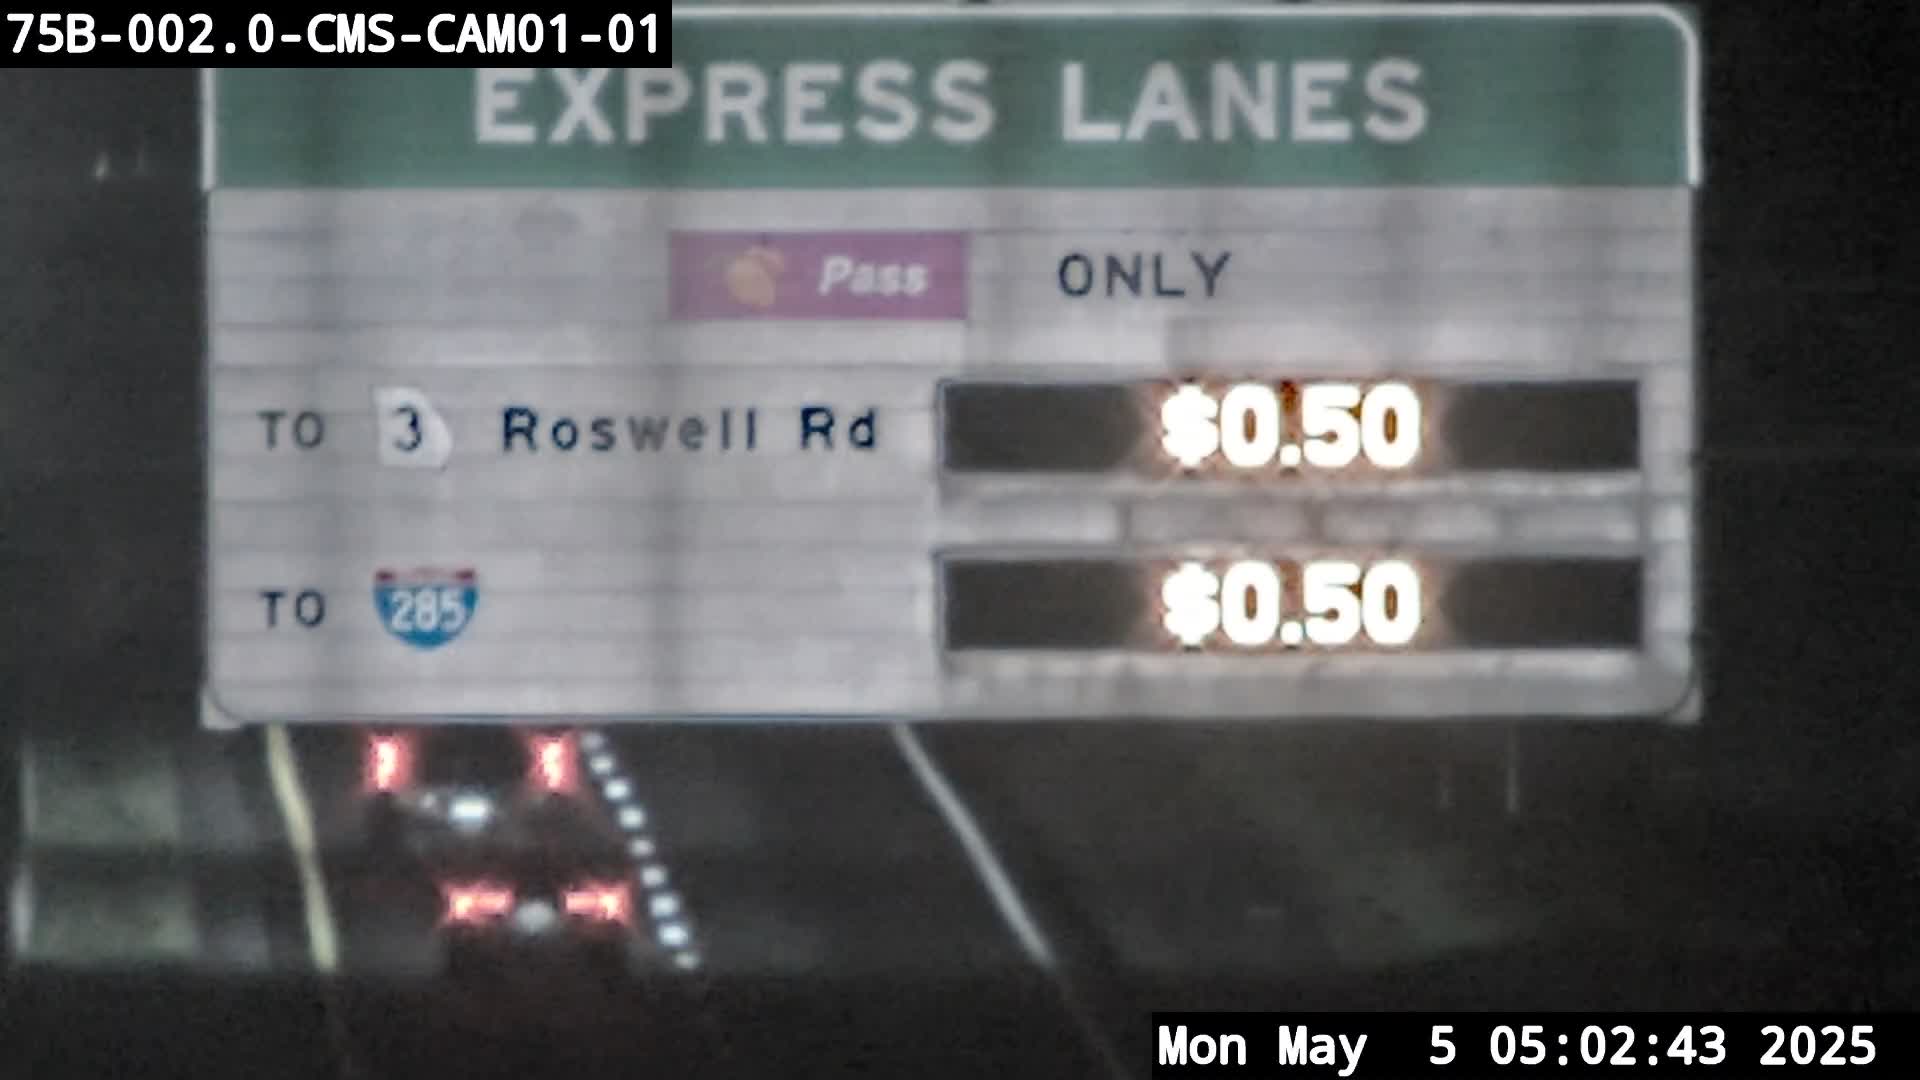 75B-002.0-CMS-CAM01-01
EXPRESS LANES
Pass ONLY
TO 3 Roswell Rd $0.50
TO 285 $0.50
Mon May 5 05:02:43 2025